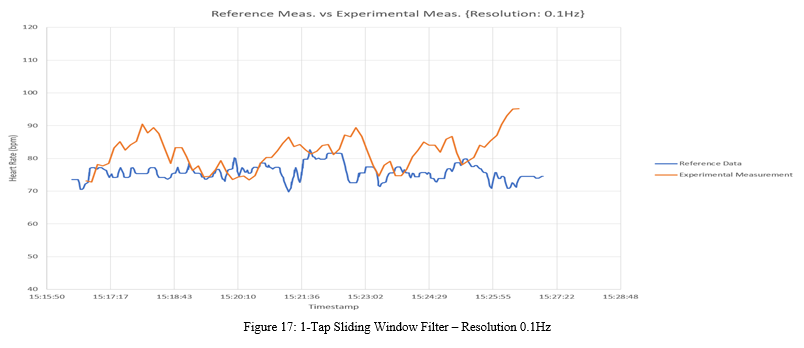 Reference Meas. vs Experimental Meas. {Resolution: 0.1Hz}
120
110
100
90
80
70
60
50
40
Heart Rate (bpm)
15:15:50 15:17:17 15:18:43 15:20:10 15:21:36 15:23:02 15:24:29 15:25:55 15:27:22 15:28:48
Timestamp
Reference Data
Experimental Measurement
Figure 17: 1-Tap Sliding Window Filter – Resolution 0.1Hz